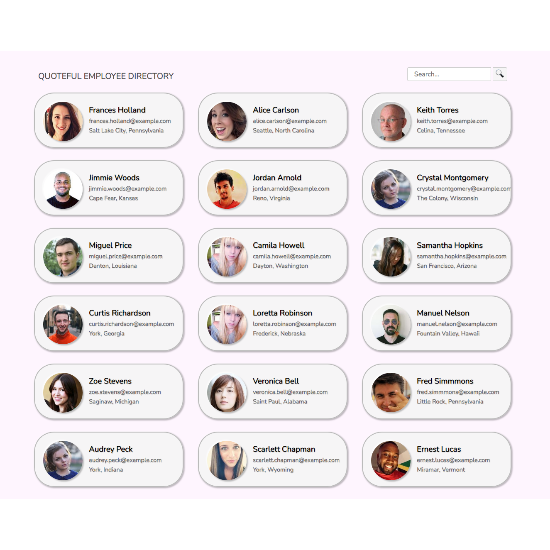 QUOTEFUL EMPLOYEE DIRECTORY
Search...
Frances Holland
frances.holland@example.com
Salt Lake City, Pennsylvania
Alice Carlson
alice.carlson@example.com
Seattle, North Carolina
Keith Torres
keith.torres@example.com
Celina, Tennessee
Jimmie Woods
jimmie.woods@example.com
Cape Fear, Kansas
Jordan Arnold
jordan.arnold@example.com
Reno, Virginia
Crystal Montgomery
crystal.montgomery@example.com
The Colony, Wisconsin
Miguel Price
miguel.price@example.com
Denton, Louisiana
Camila Howell
camila.howell@example.com
Dayton, Washington
Samantha Hopkins
samantha.hopkins@example.com
San Francisco, Arizona
Curtis Richardson
curtis.richardson@example.com
York, Georgia
Loretta Robinson
loretta.robinson@example.com
Frederick, Nebraska
Manuel Nelson
manuel.nelson@example.com
Fountain Valley, Hawaii
Zoe Stevens
zoe.stevens@example.com
Saginaw, Michigan
Veronica Bell
veronica.bell@example.com
Saint Paul, Alabama
Fred Simmmons
fred.simmmons@example.com
Little Rock, Pennsylvania
Audrey Peck
audrey.peck@example.com
York, Indiana
Scarlett Chapman
scarlett.chapman@example.com
York, Wyoming
Ernest Lucas
ernest.lucas@example.com
Miramar, Vermont